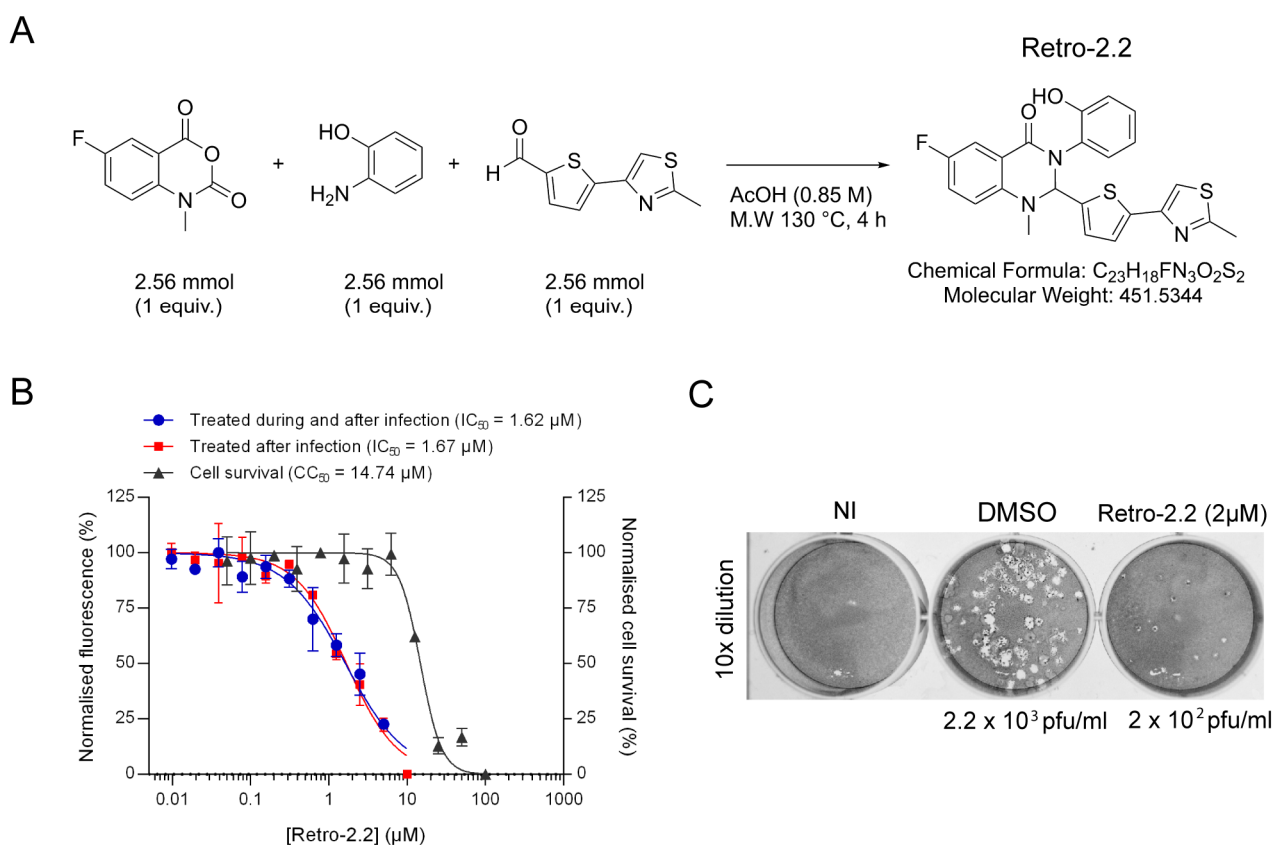 A
Retro-2.2
F
O
O
N
O
+
HO
H₂N
+
O
H
S
S
N
AcOH (0.85 M)
M.W 130 °C, 4 h
HO
O
F
N
N
S
S
N
2.56 mmol
(1 equiv.)
2.56 mmol
(1 equiv.)
2.56 mmol
(1 equiv.)
Chemical Formula: C₂₃H₁₈FN₃O₂S₂
Molecular Weight: 451.5344
B
Treated during and after infection (IC₅₀ = 1.62 µM)
Treated after infection (IC₅₀ = 1.67 µM)
Cell survival (CC₅₀ = 14.74 µM)
Normalised fluorescence (%)
125
100
75
50
25
0
125
100
75
50
25
0
Normalised cell survival (%)
0.01 0.1 1 10 100 1000
[Retro-2.2] (µM)
C
NI DMSO Retro-2.2 (2µM)
10x dilution
2.2 x 10³ pfu/ml 2 x 10² pfu/ml